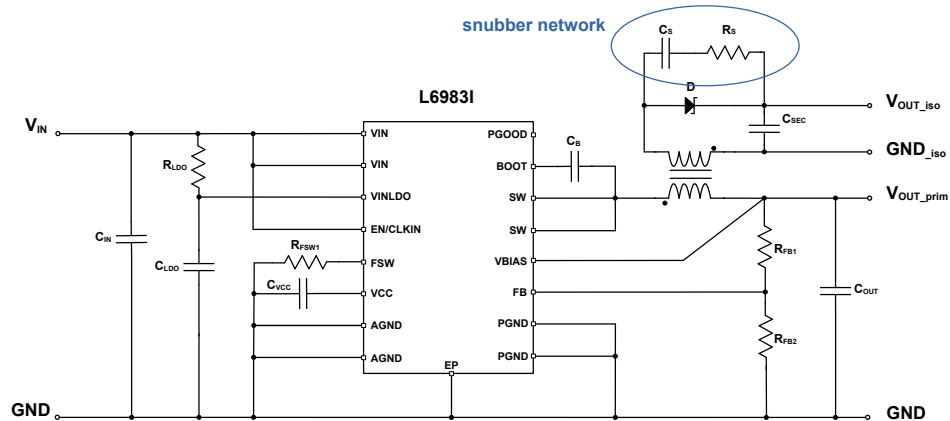 snubber network
Cs Rs
L6983I
D
VOUT_iso
VIN
VIN
PGOOD
CSEC
RLDO
CB
VIN
BOOT
GND_iso
VINLDO
SW
VOUT_prim
CIN
EN/CLKIN
SW
RFSW1
RFB1
CLDO
FSW
VBIAS
CVCC
VCC
FB
COUT
AGND
PGND
RFB2
AGND
PGND
EP
GND
GND